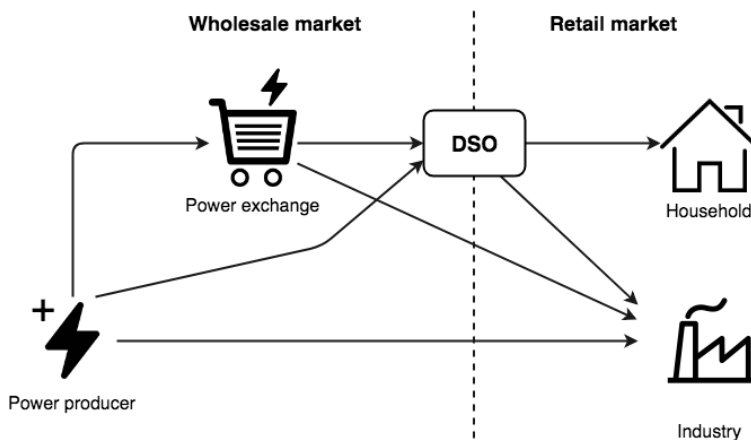 Wholesale market
Retail market
DSO
Power exchange
Household
+
Power producer
Industry